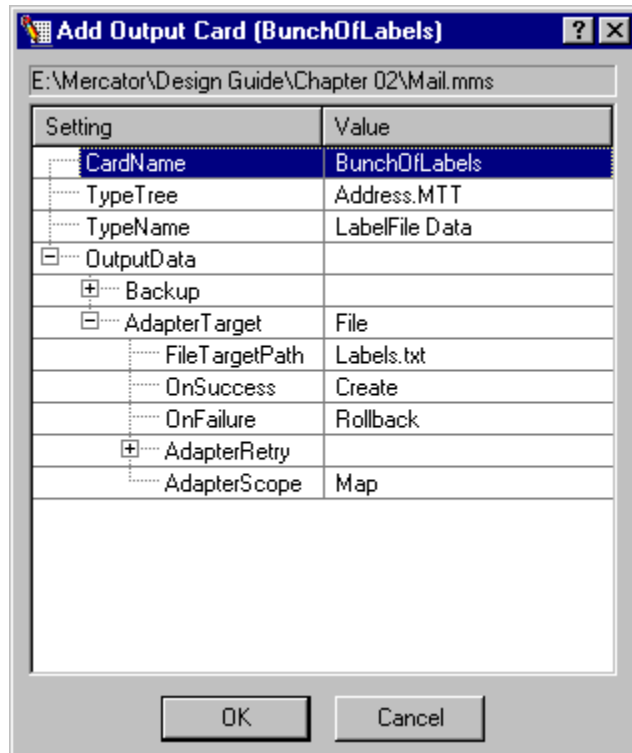 Add Output Card (BunchOfLabels)
E:\Mercator\Design Guide\Chapter 02\Mail.mms
Setting Value
CardName BunchOfLabels
TypeTree Address.MTT
TypeName LabelFile Data
OutputData
Backup
AdapterTarget File
FileTargetPath Labels.txt
OnSuccess Create
OnFailure Rollback
AdapterRetry
AdapterScope Map
OK Cancel